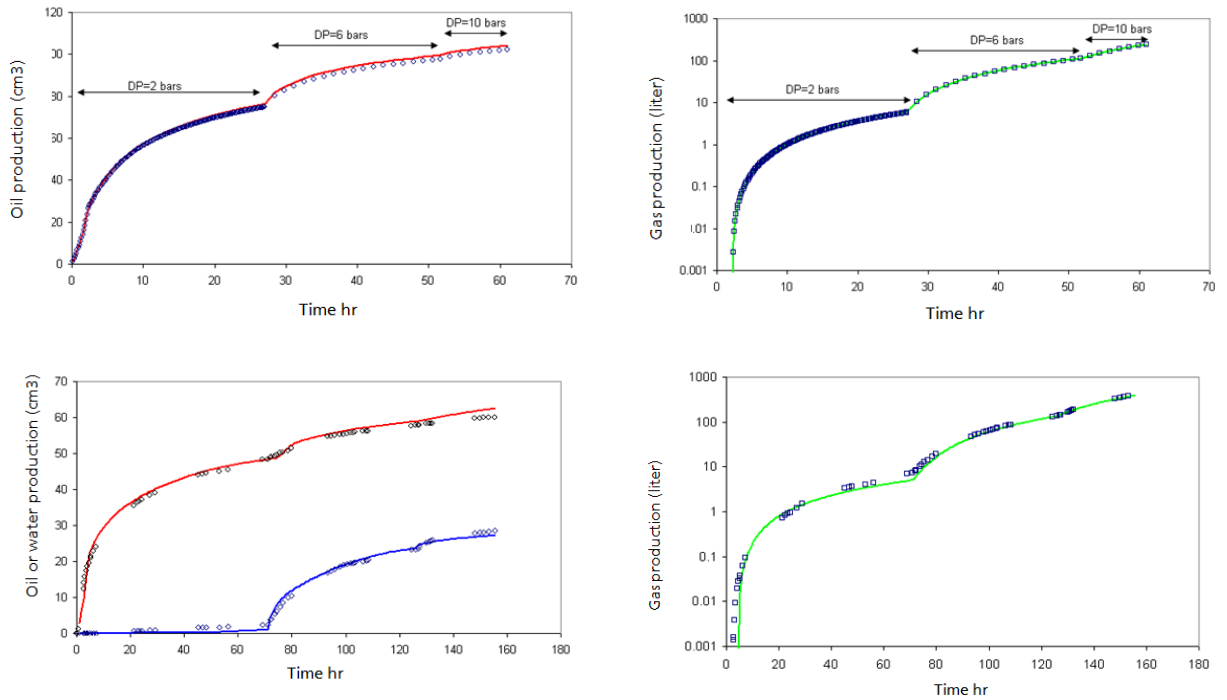 Oil production (cm3)
120
00
80
60
40
20
0
DP=2 bars
DP=6 bars
DP=10 bars
0 10 20 30 40 50 60 70
Time hr
Gas production (liter)
1000
100
10
1
0.1
0.01
0.001
DP=2 bars
DP=6 bars
DP=10 bars
0 10 20 30 40 50 60 70
Time hr
Oil or water production (cm3)
70
60
50
40
30
20
10
0
0 20 40 60 80 100 120 140 160 180
Time hr
Gas production (liter)
1000
100
10
1
0.1
0.01
0.001
0 20 40 60 80 100 120 140 160 180
Time hr